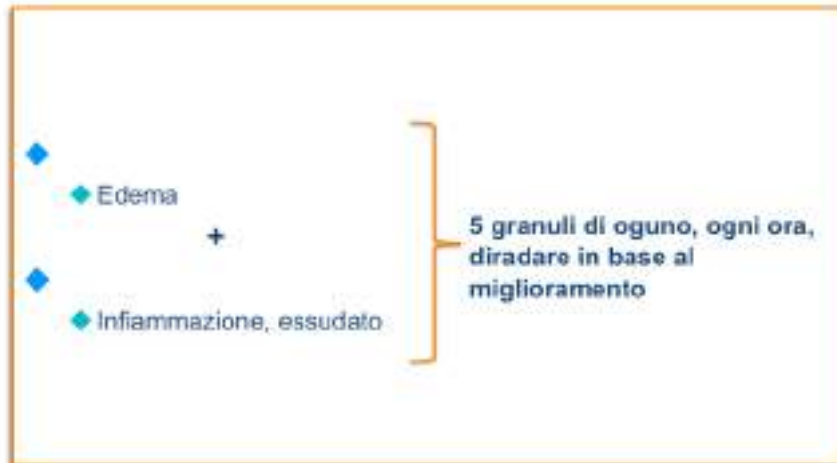 Edema
+
Infiammazione, essudato
5 granuli di oguno, ogni ora,
diradare in base al
miglioramento